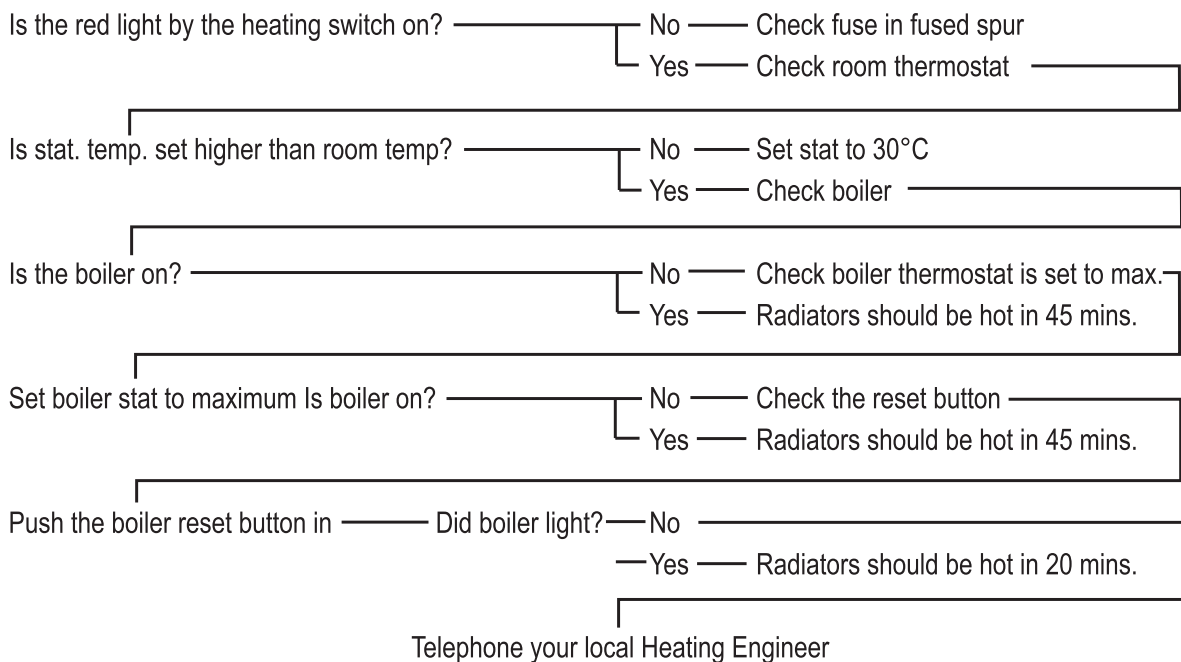 Is the red light by the heating switch on? No Check fuse in fused spur
Yes Check room thermostat
Is stat. temp. set higher than room temp? No Set stat to 30°C
Yes Check boiler
Is the boiler on? No Check boiler thermostat is set to max.
Yes Radiators should be hot in 45 mins.
Set boiler stat to maximum Is boiler on? No Check the reset button
Yes Radiators should be hot in 45 mins.
Push the boiler reset button in Did boiler light? No
Yes Radiators should be hot in 20 mins.
Telephone your local Heating Engineer